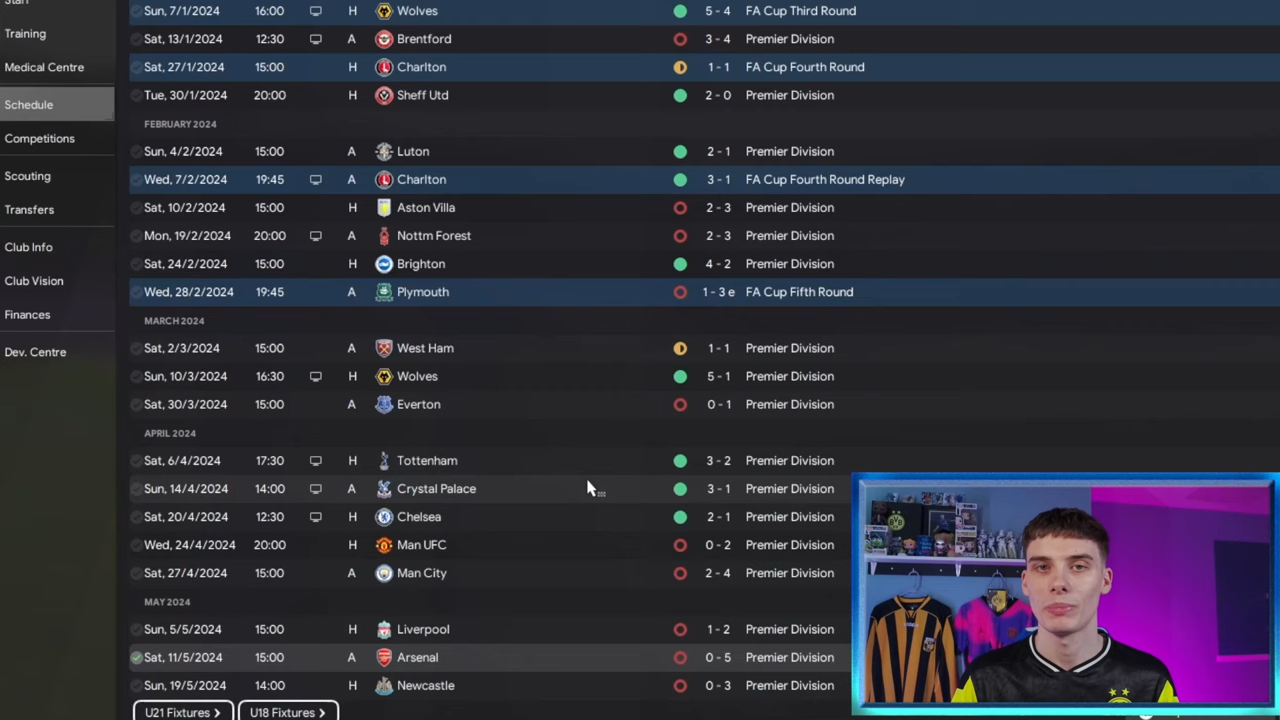 Staff
Sun, 7/1/2024 16:00 H Wolves 5 - 4 FA Cup Third Round
Training
Sat, 13/1/2024 12:30 A Brentford 3 - 4 Premier Division
Medical Centre
Sat, 27/1/2024 15:00 H Charlton 1 - 1 FA Cup Fourth Round
Schedule
Tue, 30/1/2024 20:00 H Sheff Utd 2 - 0 Premier Division
FEBRUARY 2024
Competitions
Sun, 4/2/2024 15:00 A Luton 2 - 1 Premier Division
Scouting
Wed, 7/2/2024 19:45 A Charlton 3 - 1 FA Cup Fourth Round Replay
Transfers
Sat, 10/2/2024 15:00 H Aston Villa 2 - 3 Premier Division
Mon, 19/2/2024 20:00 A Nottm Forest 2 - 3 Premier Division
Club Info
Sat, 24/2/2024 15:00 H Brighton 4 - 2 Premier Division
Club Vision
Wed, 28/2/2024 19:45 A Plymouth 1 - 3 e FA Cup Fifth Round
Finances
MARCH 2024
Sat, 2/3/2024 15:00 A West Ham 1 - 1 Premier Division
Dev. Centre
Sun, 10/3/2024 16:30 H Wolves 5 - 1 Premier Division
Sat, 30/3/2024 15:00 A Everton 0 - 1 Premier Division
APRIL 2024
Sat, 6/4/2024 17:30 H Tottenham 3 - 2 Premier Division
Sun, 14/4/2024 14:00 A Crystal Palace 3 - 1 Premier Division
Sat, 20/4/2024 12:30 H Chelsea 2 - 1 Premier Division
Wed, 24/4/2024 20:00 H Man UFC 0 - 2 Premier Division
Sat, 27/4/2024 15:00 A Man City 2 - 4 Premier Division
MAY 2024
Sun, 5/5/2024 15:00 H Liverpool 1 - 2 Premier Division
Sat, 11/5/2024 15:00 A Arsenal 0 - 5 Premier Division
Sun, 19/5/2024 14:00 H Newcastle 0 - 3 Premier Division
U21 Fixtures > U18 Fixtures >